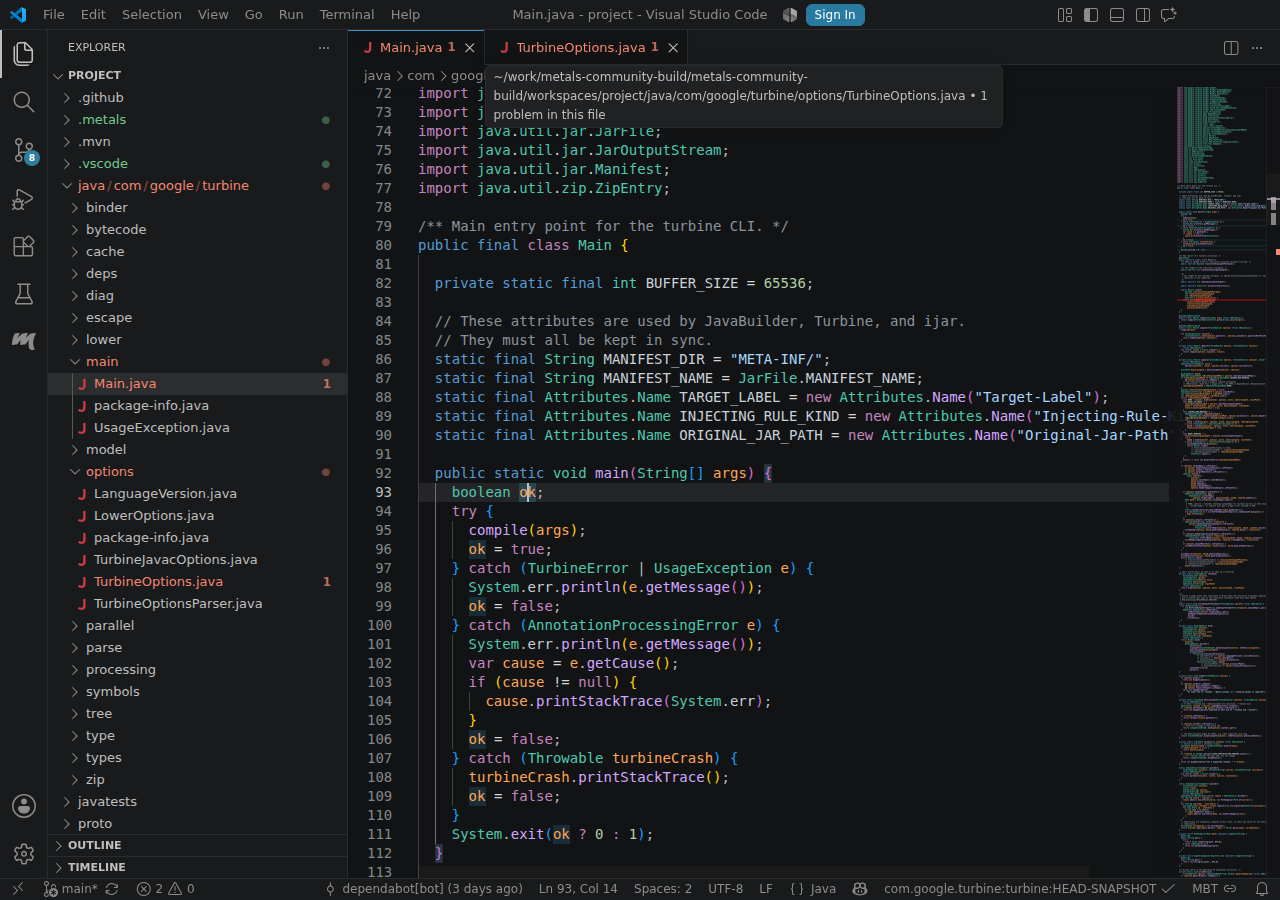 File Edit Selection View Go Run Terminal Help Main.java - project - Visual Studio Code Sign In
EXPLORER
PROJECT
.github
.metals
.mvn
.vscode
8
java/com/google/turbine
binder
bytecode
cache
deps
diag
escape
lower
main
Main.java 1
package-info.java
UsageException.java
model
options
LanguageVersion.java
LowerOptions.java
package-info.java
TurbineJavacOptions.java
TurbineOptions.java 1
TurbineOptionsParser.java
parallel
parse
processing
symbols
tree
type
types
zip
javatests
proto
OUTLINE
TIMELINE
Main.java 1 TurbineOptions.java 1
java > com >
~/work/metals-community-build/metals-community-
build/workspaces/project/java/com/google/turbine/options/TurbineOptions.java • 1
problem in this file
72 import
73 import
74 import java.util.jar.JarFile;
75 import java.util.jar.JarOutputStream;
76 import java.util.jar.Manifest;
77 import java.util.zip.ZipEntry;
78
79 /** Main entry point for the turbine CLI. */
80 public final class Main {
81
82 private static final int BUFFER_SIZE = 65536;
83
84 // These attributes are used by JavaBuilder, Turbine, and ijar.
85 // They must all be kept in sync.
86 static final String MANIFEST_DIR = "META-INF/";
87 static final String MANIFEST_NAME = JarFile.MANIFEST_NAME;
88 static final Attributes.Name TARGET_LABEL = new Attributes.Name("Target-Label");
89 static final Attributes.Name INJECTING_RULE_KIND = new Attributes.Name("Injecting-Rule-
90 static final Attributes.Name ORIGINAL_JAR_PATH = new Attributes.Name("Original-Jar-Path
91
92 public static void main(String[] args) {
93 boolean ok;
94 try {
95 compile(args);
96 ok = true;
97 } catch (TurbineError | UsageException e) {
98 System.err.println(e.getMessage());
99 ok = false;
100 } catch (AnnotationProcessingError e) {
101 System.err.println(e.getMessage());
102 var cause = e.getCause();
103 if (cause != null) {
104 cause.printStackTrace(System.err);
105 }
106 ok = false;
107 } catch (Throwable turbineCrash) {
108 turbineCrash.printStackTrace();
109 ok = false;
110 }
111 System.exit(ok ? 0 : 1);
112 }
113
main* 2 0 dependabot[bot] (3 days ago) Ln 93, Col 14 Spaces: 2 UTF-8 LF { } Java com.google.turbine:turbine:HEAD-SNAPSHOT MBT